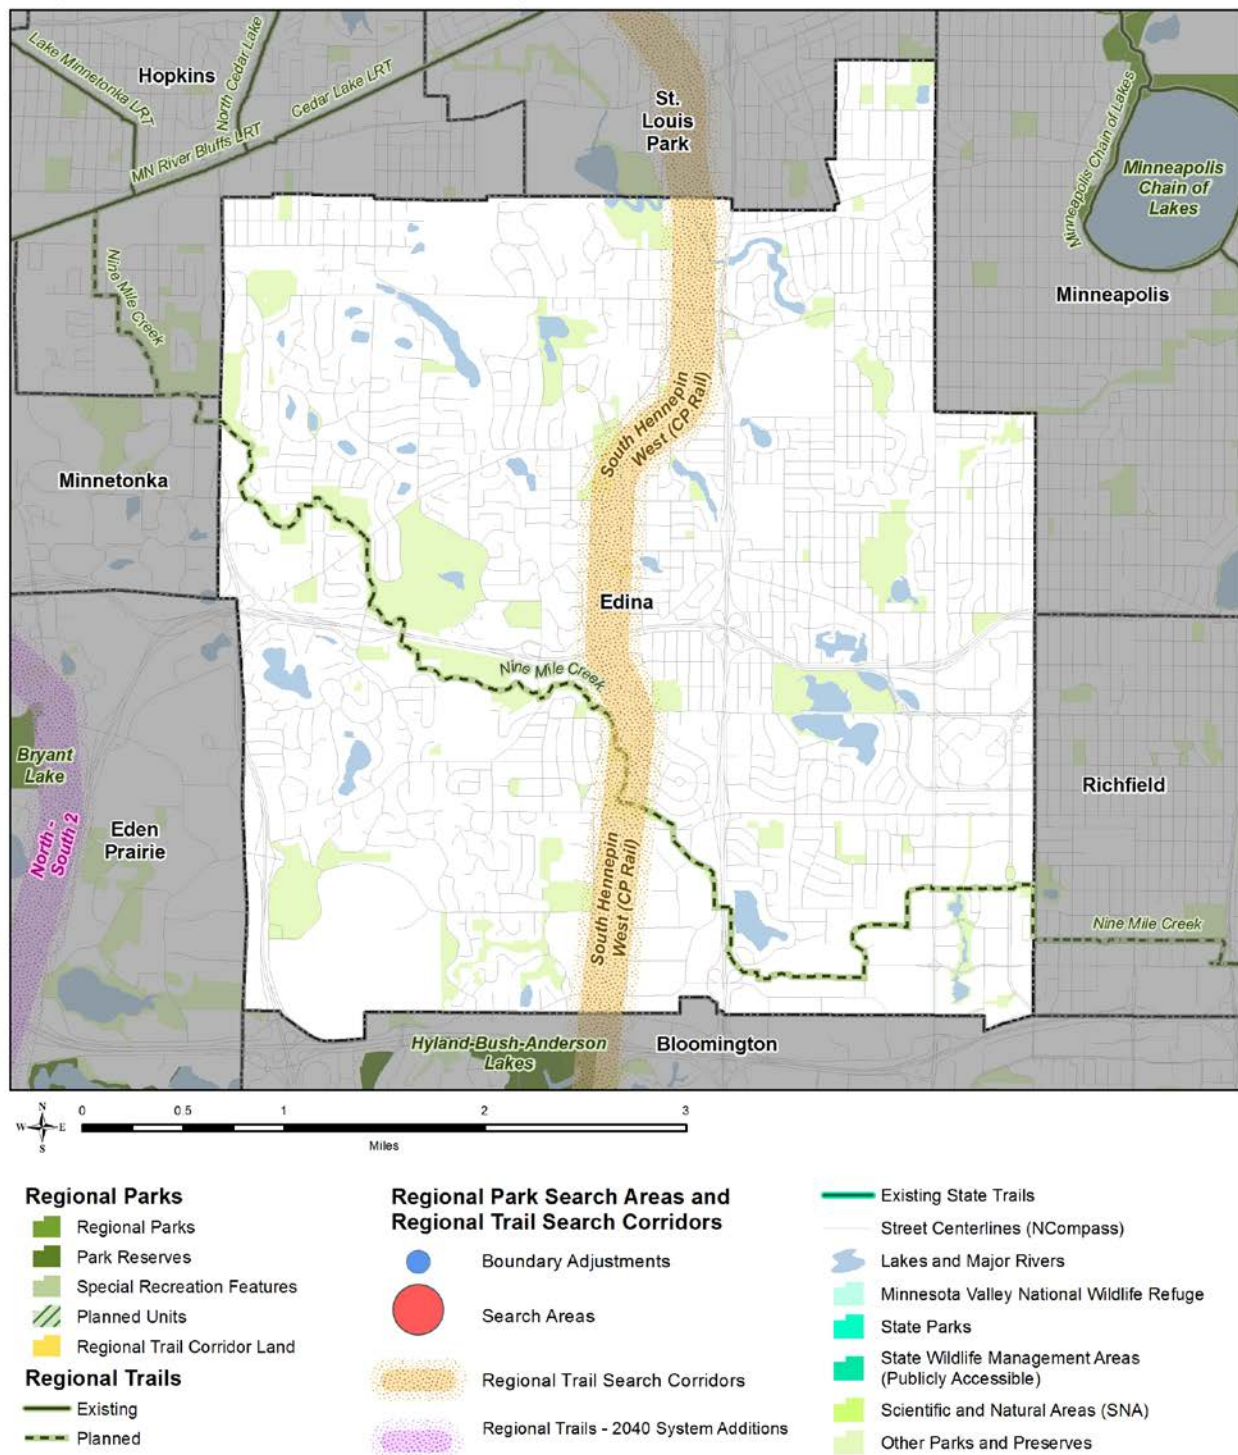 Lake Minnetonka LRT
Hopkins
North Cedar Lake
Cedar Lake LRT
MN River Bluffs LRT
St.
Louis
Park
Minneapolis Chain of Lakes
Minneapolis
Chain of
Lakes
Nine Mile Creek
Minneapolis
South Hennepin
West (CP Rail)
Minnetonka
Edina
Nine Mile Creek
Bryant
Lake
North -
South 2
Eden
Prairie
Richfield
South Hennepin
West (CP Rail)
Nine Mile Creek
Hyland-Bush-Anderson
Lakes
Bloomington
N
W E
S
0 0.5 1 2 3
Miles
Regional Parks
Regional Parks
Park Reserves
Special Recreation Features
Planned Units
Regional Trail Corridor Land
Regional Trails
Existing
Planned
Regional Park Search Areas and
Regional Trail Search Corridors
Boundary Adjustments
Search Areas
Regional Trail Search Corridors
Regional Trails - 2040 System Additions
Existing State Trails
Street Centerlines (NCompass)
Lakes and Major Rivers
Minnesota Valley National Wildlife Refuge
State Parks
State Wildlife Management Areas
(Publicly Accessible)
Scientific and Natural Areas (SNA)
Other Parks and Preserves